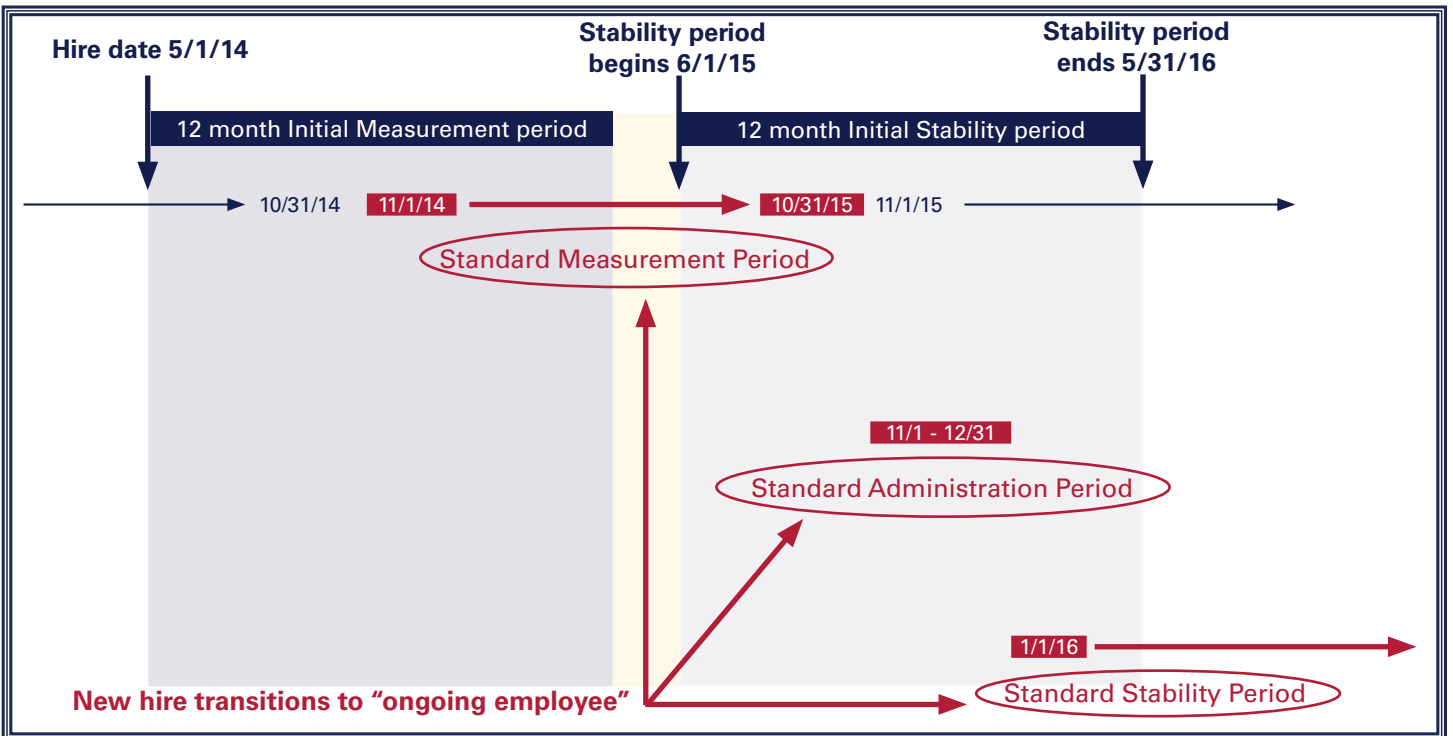 Hire date 5/1/14
Stability period
begins 6/1/15
Stability period
ends 5/31/16
12 month Initial Measurement period
12 month Initial Stability period
10/31/14
11/1/14
10/31/15
11/1/15
Standard Measurement Period
11/1 - 12/31
Standard Administration Period
1/1/16
Standard Stability Period
New hire transitions to “ongoing employee”